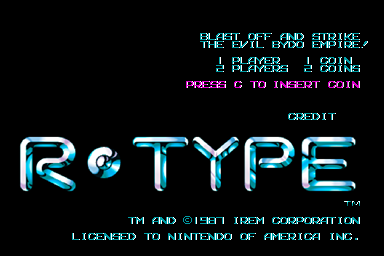 BLAST OFF AND STRIKE
THE EVIL BYDO EMPIRE!
1 PLAYER 1 COIN
2 PLAYERS 2 COINS
PRESS C TO INSERT COIN
CREDIT
R•TYPE
TM
TM AND ©1987 IREM CORPORATION
LICENSED TO NINTENDO OF AMERICA INC.